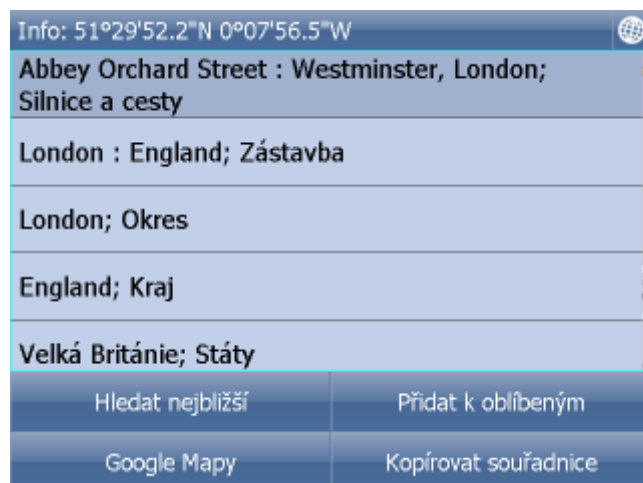 Info: 51°29'52.2"N 0°07'56.5"W
Abbey Orchard Street : Westminster, London;
Silnice a cesty
London : England; Zástavba
London; Okres
England; Kraj
Velká Británie; Státy
Hledat nejbližší
Přidat k oblíbeným
Google Mapy
Kopírovat souřadnice